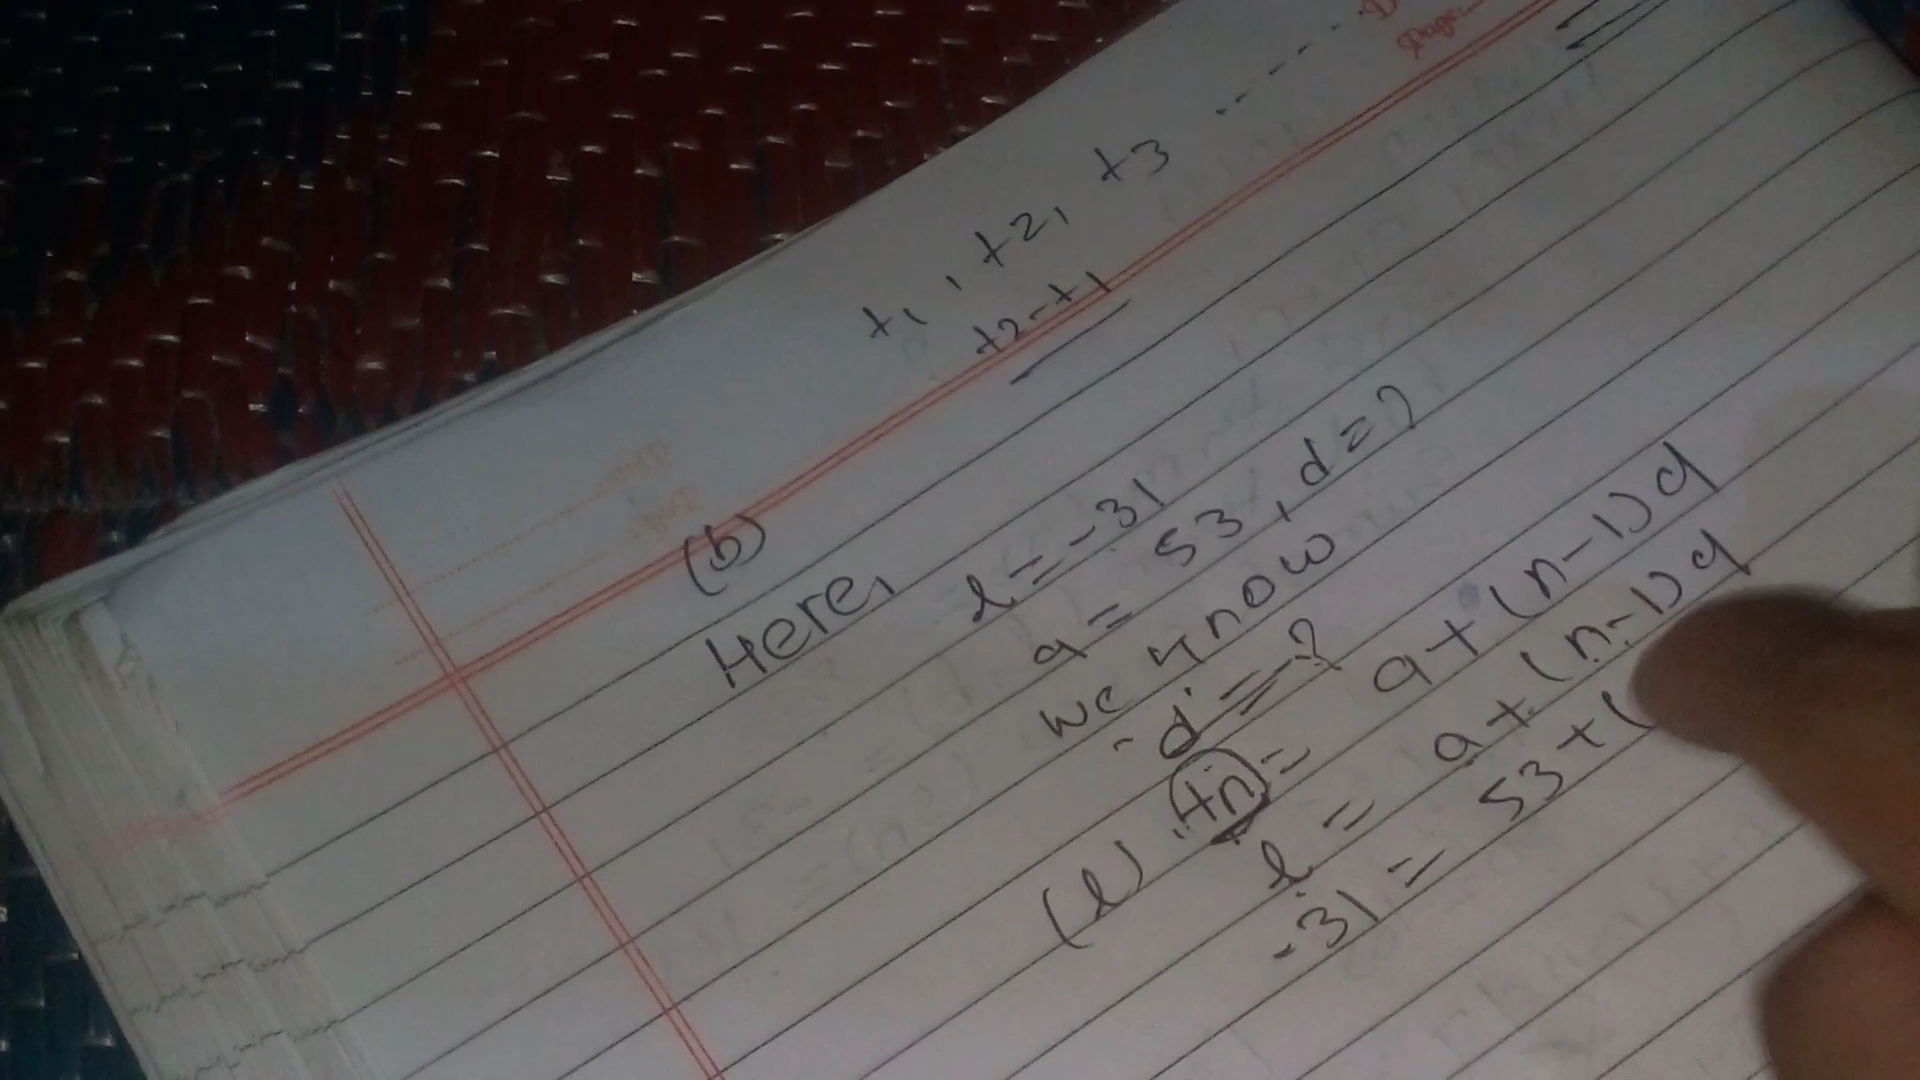 t1, t2, t3 ------
t2-t1
(b)
Here,
l = -31
a = 53, d = ?
we know
d = ?
(l) tn = a + (n-1)d
l = a + (n-1)d
-31 = 53 + (